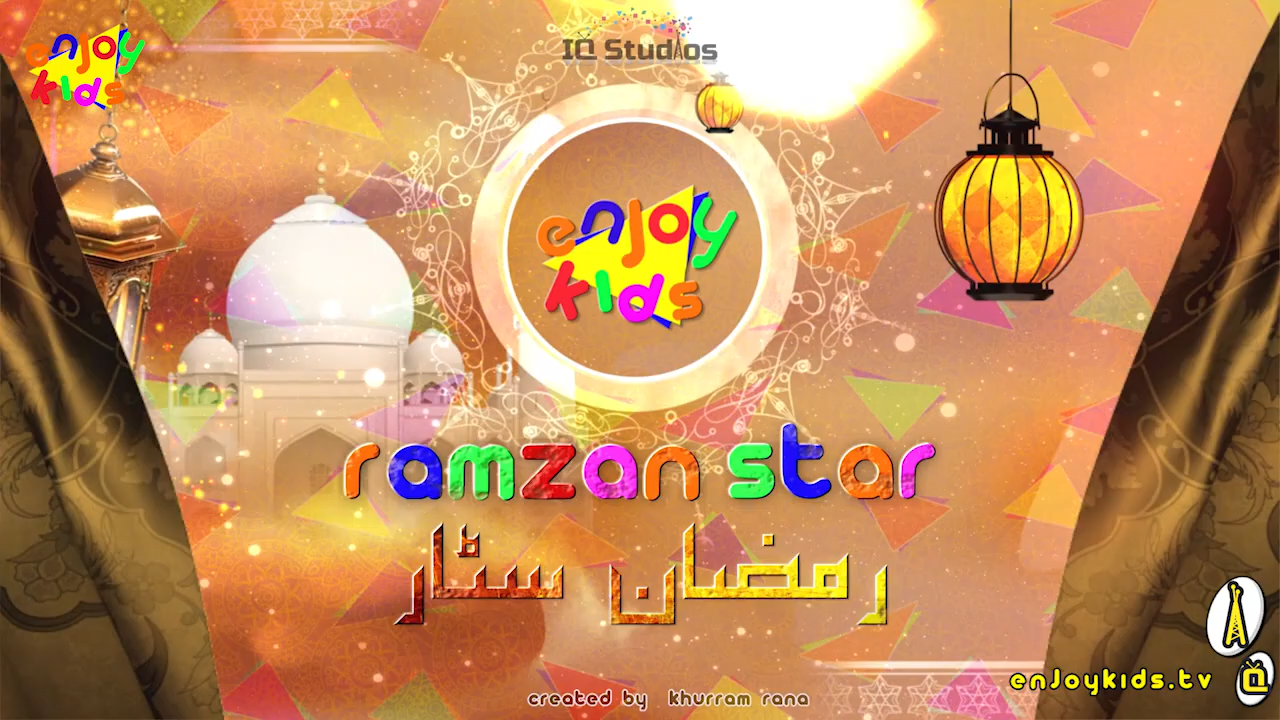 enjoy
kids
IQ Studios
enjoy
kids
ramzan star
رمضان سٹار
enjoykids.tv
created by khurram rana